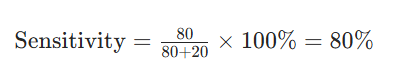 Sensitivity = 80/80+20 × 100% = 80%